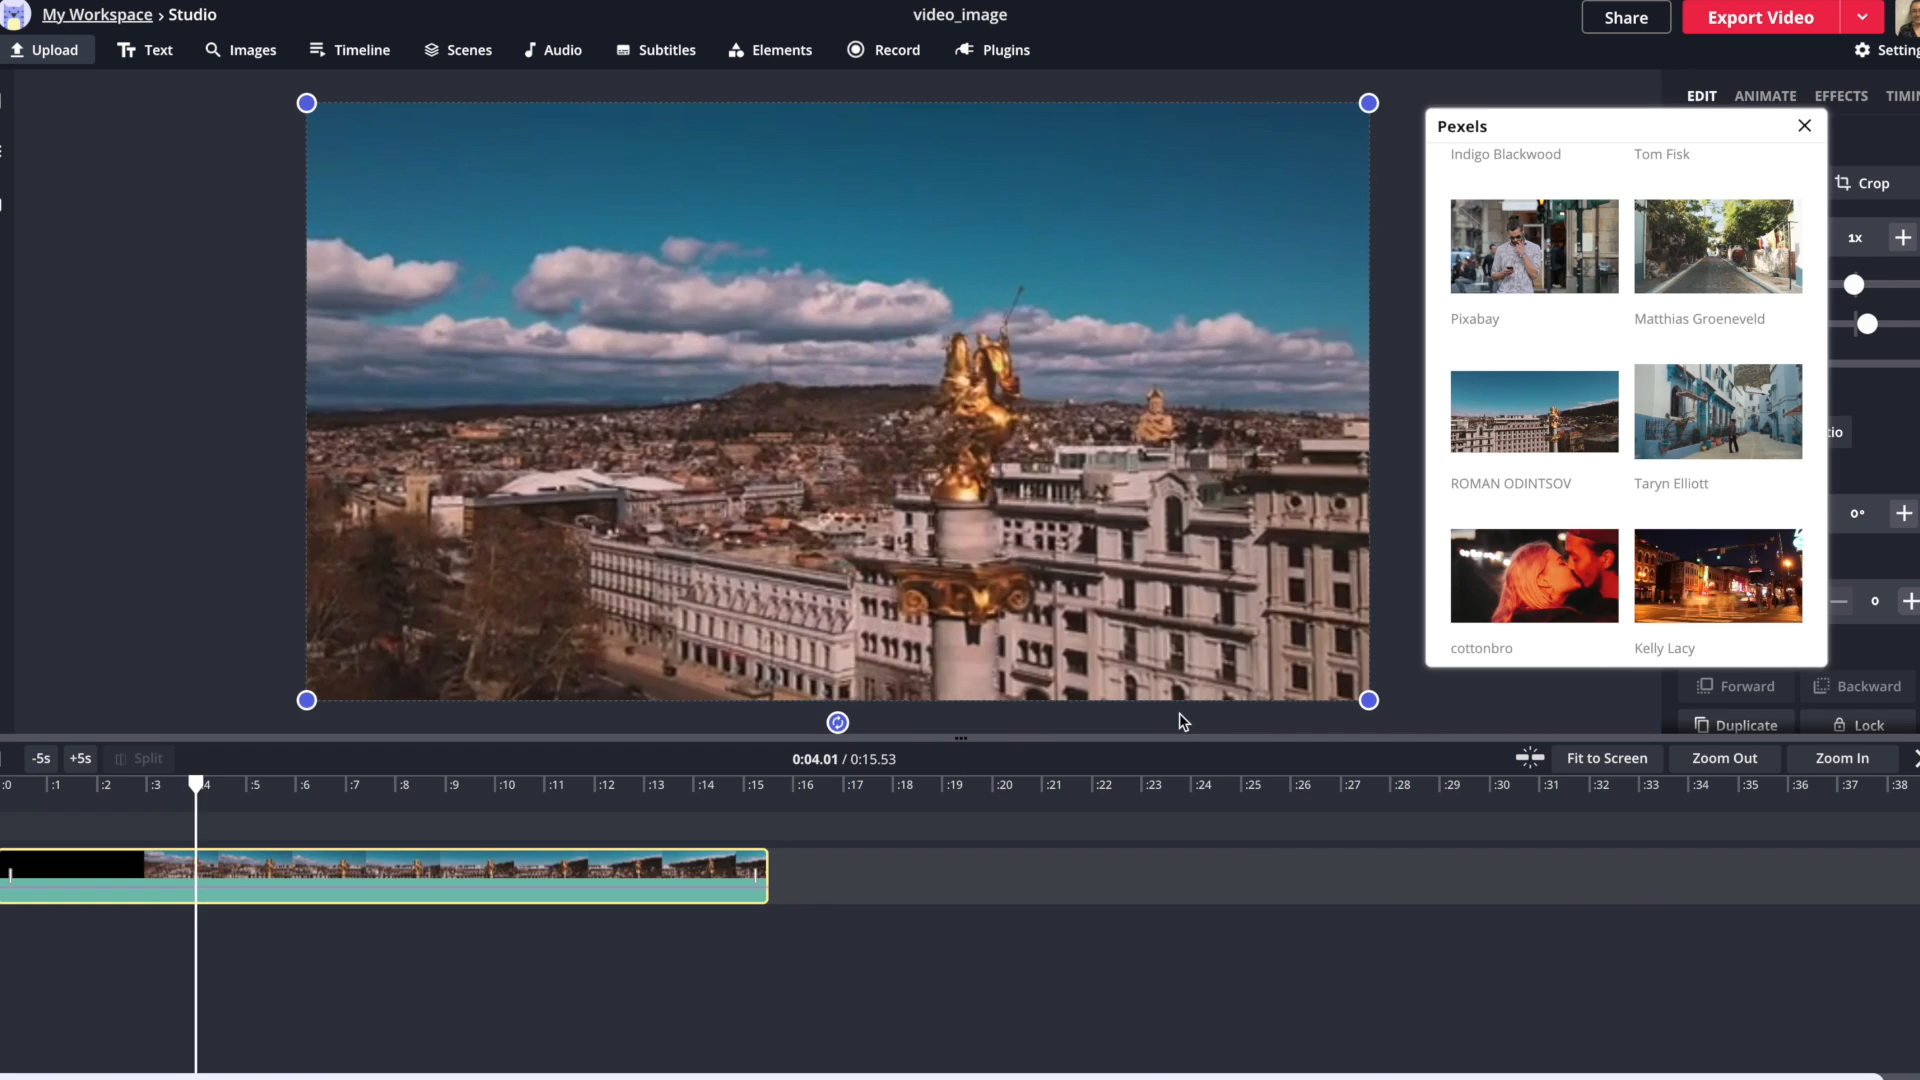 My Workspace › Studio
video_image
Share
Export Video
Upload
Text
Images
Timeline
Scenes
Audio
Subtitles
Elements
Record
Plugins
EDIT
ANIMATE
EFFECTS
Pexels
Indigo Blackwood
Tom Fisk
Crop
1x
Pixabay
Matthias Groeneveld
ROMAN ODINTSOV
Taryn Elliott
0°
0
cottonbro
Kelly Lacy
Forward
Backward
Duplicate
Lock
-5s
+5s
Split
0:04.01 / 0:15.53
Fit to Screen
Zoom Out
Zoom In
:0 :1 :2 :3 :4 :5 :6 :7 :8 :9 :10 :11 :12 :13 :14 :15 :16 :17 :18 :19 :20 :21 :22 :23 :24 :25 :26 :27 :28 :29 :30 :31 :32 :33 :34 :35 :36 :37 :38